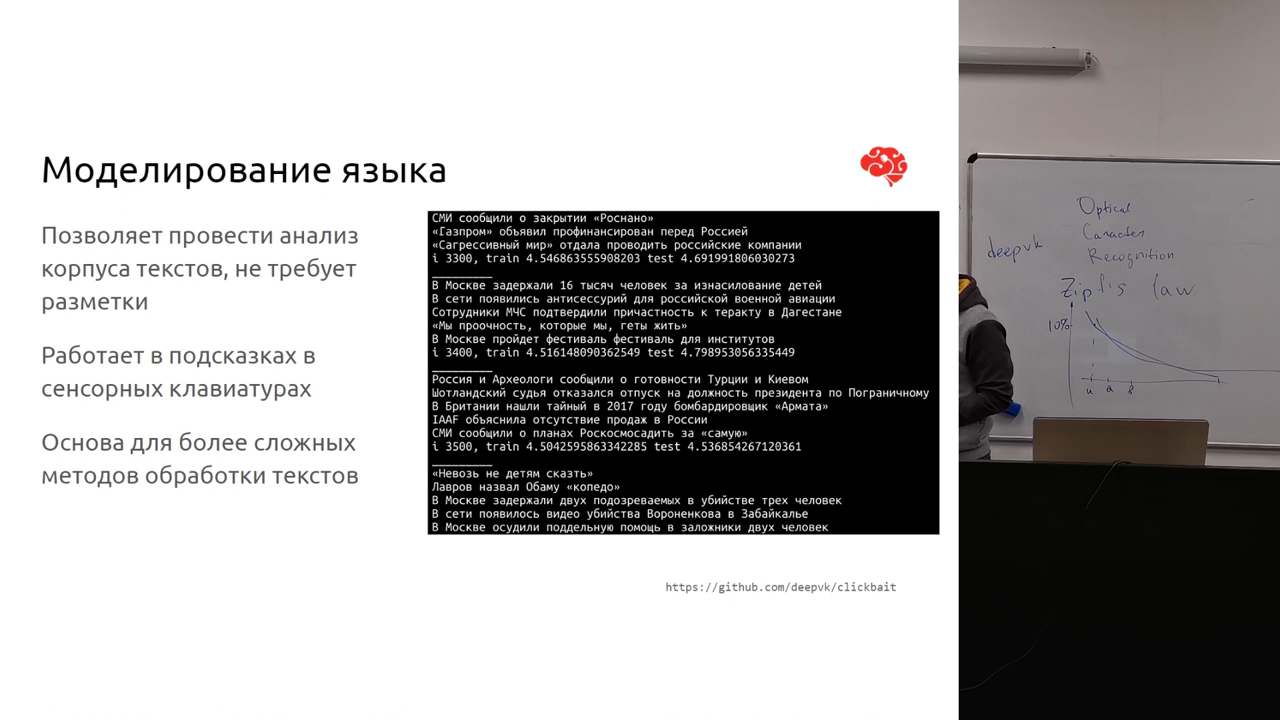 Моделирование языка
Позволяет провести анализ
корпуса текстов, не требует
разметки
Работает в подсказках в
сенсорных клавиатурах
Основа для более сложных
методов обработки текстов
СМИ сообщили о закрытии «Роснано»
«Газпром» объявил профинансирован перед Россией
«Сагрессивный мир» отдала проводить российские компании
i 3300, train 4.546863555908203 test 4.691991806030273
_________
В Москве задержали 16 тысяч человек за изнасилование детей
В сети появились антисессурий для российской военной авиации
Сотрудники МЧС подтвердили причастность к теракту в Дагестане
«Мы проочность, которые мы, геты жить»
В Москве пройдет фестиваль фестиваль для институтов
i 3400, train 4.516148090362549 test 4.798953056335449
_________
Россия и Археологи сообщили о готовности Турции и Киевом
Шотландский судья отказался отпуск на должность президента по Пограничному
В Британии нашли тайный в 2017 году бомбардировщик «Армата»
IAAF объяснила отсутствие продаж в России
СМИ сообщили о планах Роскосмосадить за «самую»
i 3500, train 4.5042595863342285 test 4.536854267120361
_________
«Невозь не детям сказть»
Лавров назвал Обаму «копедо»
В Москве задержали двух подозреваемых в убийстве трех человек
В сети появилось видео убийства Вороненкова в Забайкалье
В Москве осудили поддельную помощь в заложники двух человек
https://github.com/deepvk/clickbait
Optical
Caracter
Recognition
deepvk
Zipf's law
10%